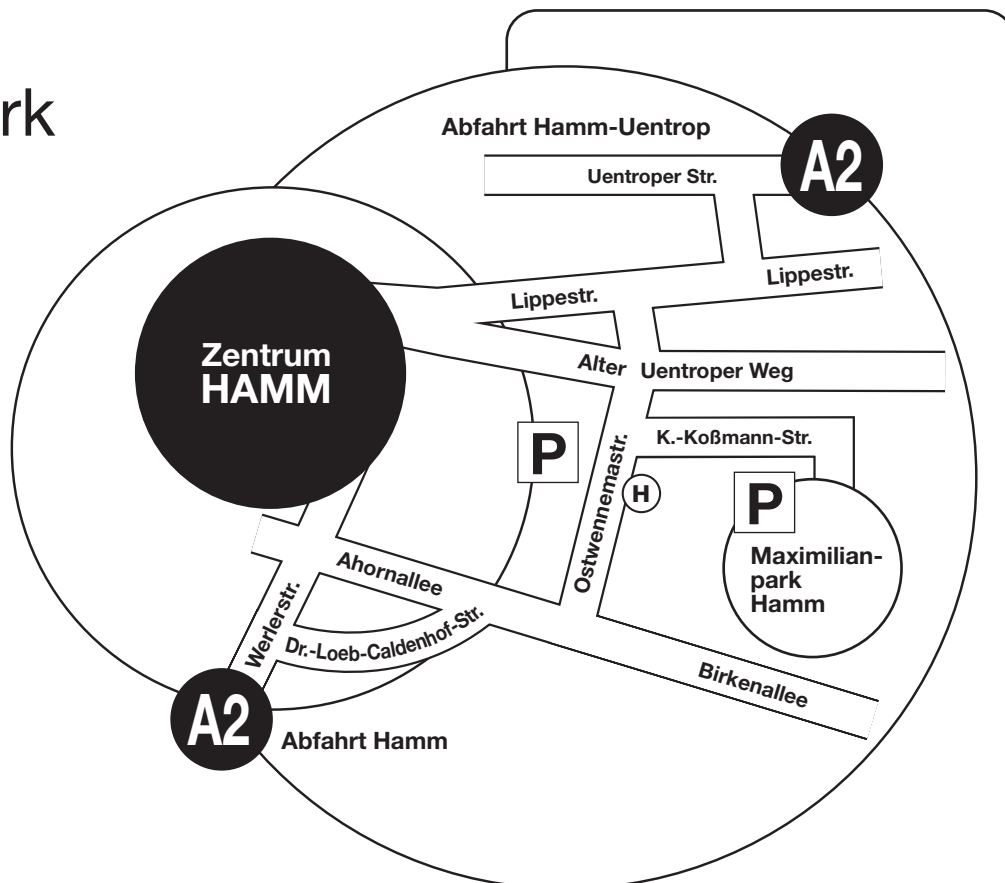 rk
Abfahrt Hamm-Uentrop
A2
Uentroper Str.
Lippestr.
Lippestr.
Zentrum
HAMM
Alter Uentroper Weg
K.-Koßmann-Str.
P
Ostwennemastr.
H
P
Maximilian-
park
Hamm
Ahornallee
Werlerstr.
Dr.-Loeb-Caldenhof-Str.
Birkenallee
A2
Abfahrt Hamm